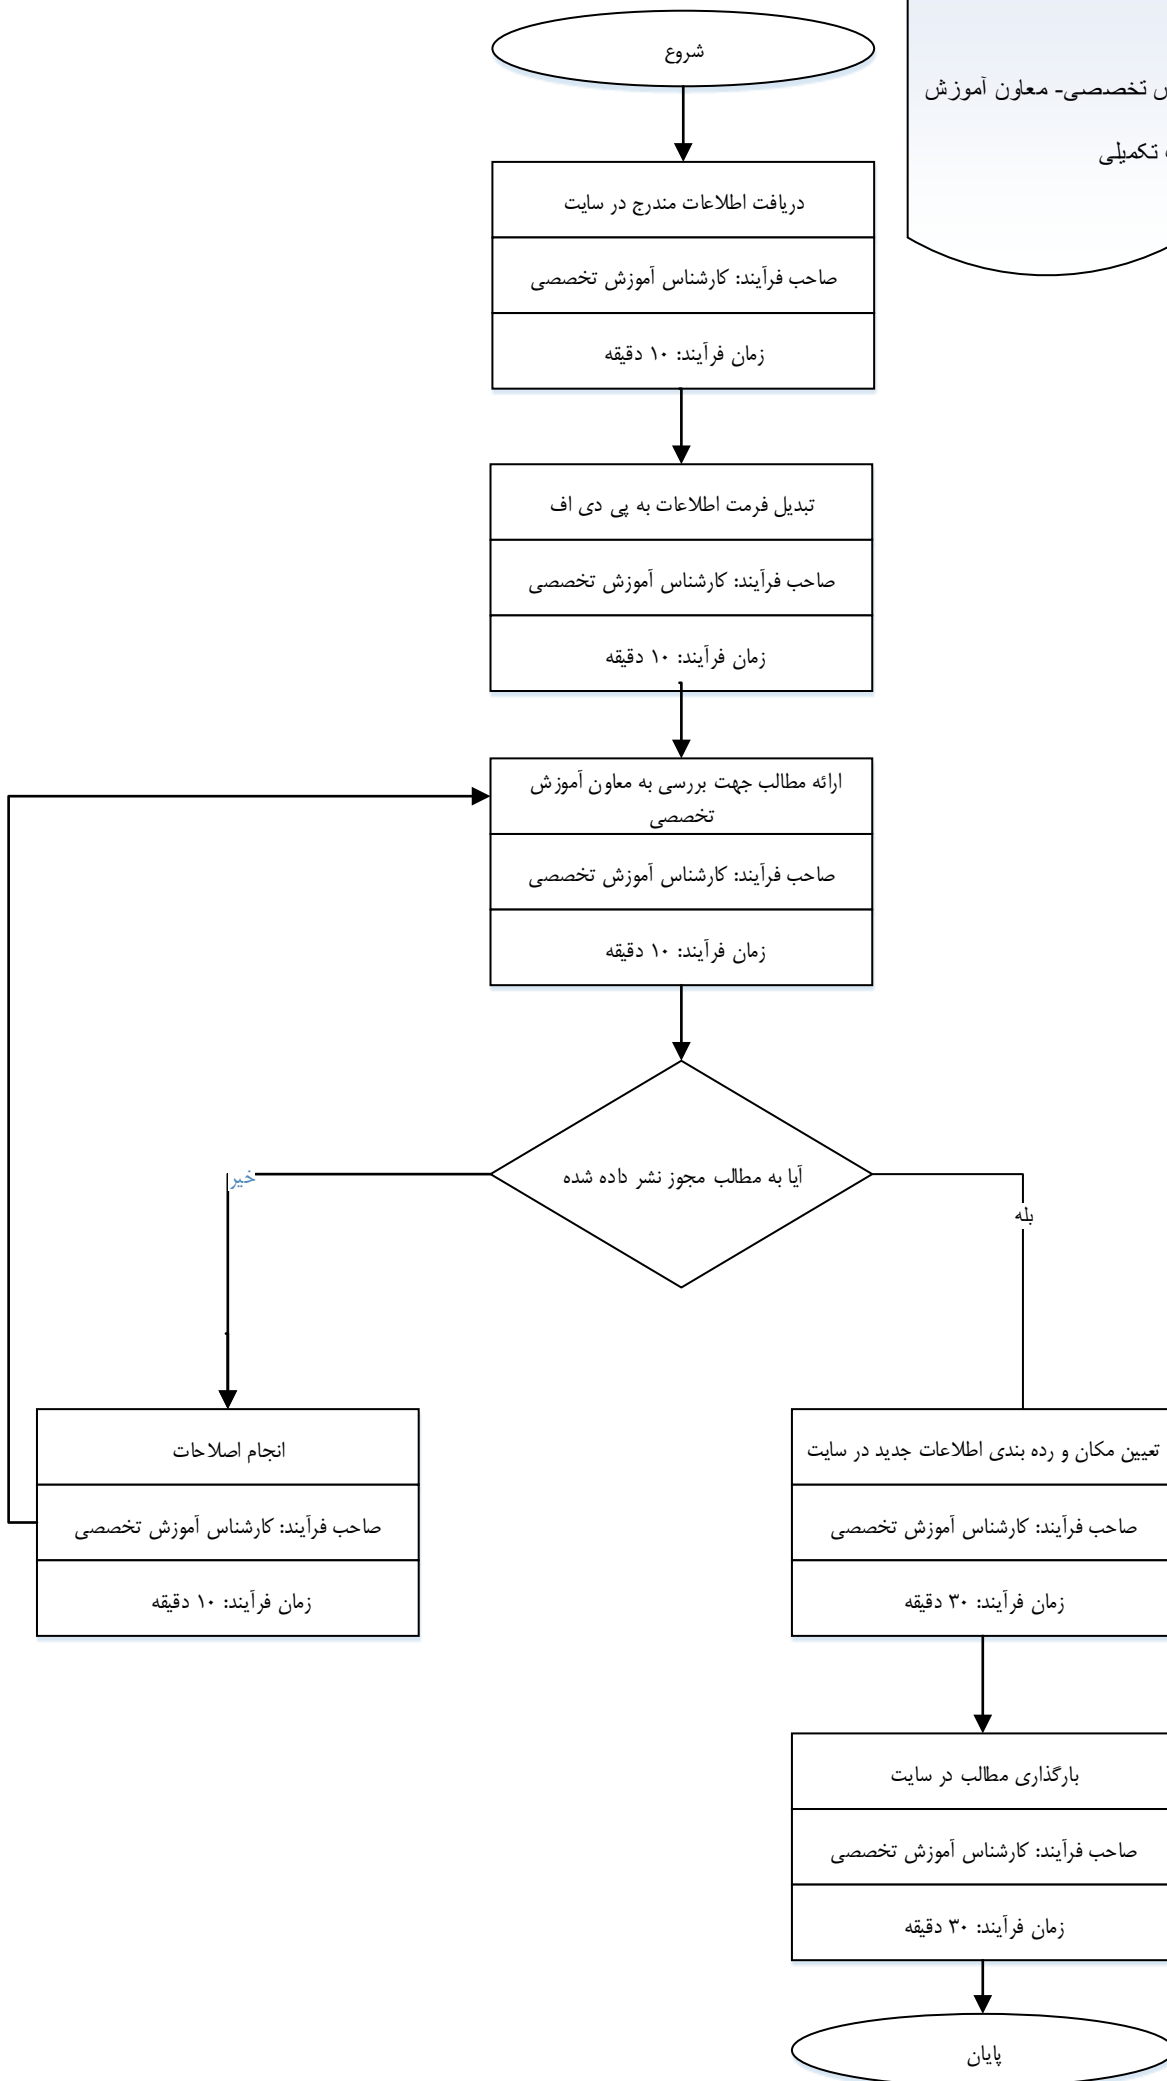 شروع
تخصصی- معاون آموزش
تکمیلی
دریافت اطلاعات مندرج در سایت
صاحب فرآیند: کارشناس آموزش تخصصی
زمان فرآیند: ۱۰ دقیقه
تبدیل فرمت اطلاعات به پی دی اف
صاحب فرآیند: کارشناس آموزش تخصصی
زمان فرآیند: ۱۰ دقیقه
ارائه مطالب جهت بررسی به معاون آموزش
تخصصی
صاحب فرآیند: کارشناس آموزش تخصصی
زمان فرآیند: ۱۰ دقیقه
آیا به مطالب مجوز نشر داده شده
خیر
بله
تعیین مکان و رده بندی اطلاعات جدید در سایت
صاحب فرآیند: کارشناس آموزش تخصصی
زمان فرآیند: ۳۰ دقیقه
انجام اصلاحات
صاحب فرآیند: کارشناس آموزش تخصصی
زمان فرآیند: ۱۰ دقیقه
بارگذاری مطالب در سایت
صاحب فرآیند: کارشناس آموزش تخصصی
زمان فرآیند: ۳۰ دقیقه
پایان